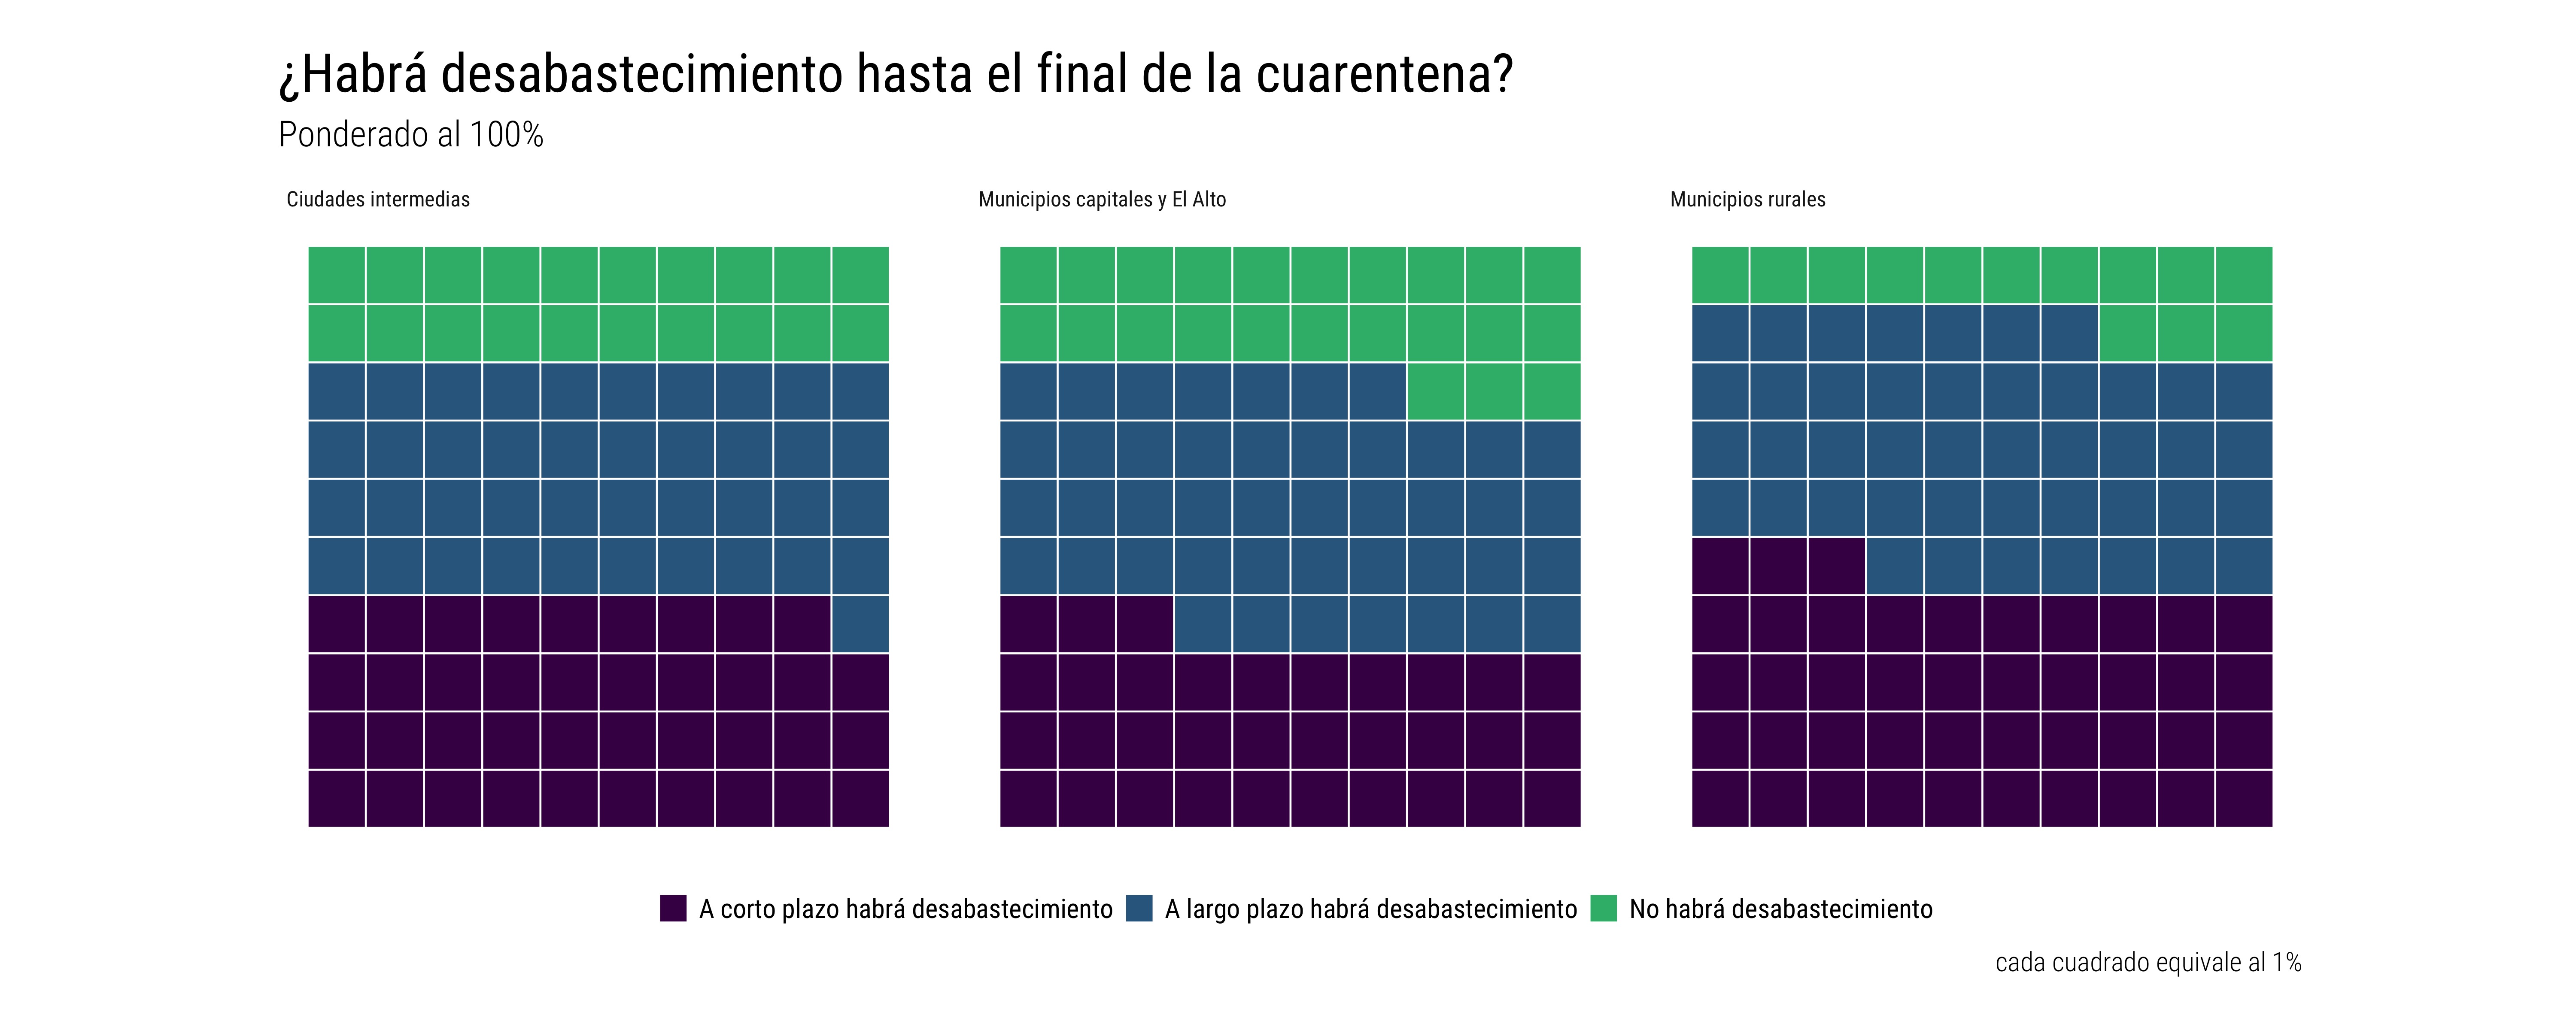 ¿Habrá desabastecimiento hasta el final de la cuarentena?
Ponderado al 100%
Ciudades intermedias
Municipios capitales y El Alto
Municipios rurales
A corto plazo habrá desabastecimiento
A largo plazo habrá desabastecimiento
No habrá desabastecimiento
cada cuadrado equivale al 1%